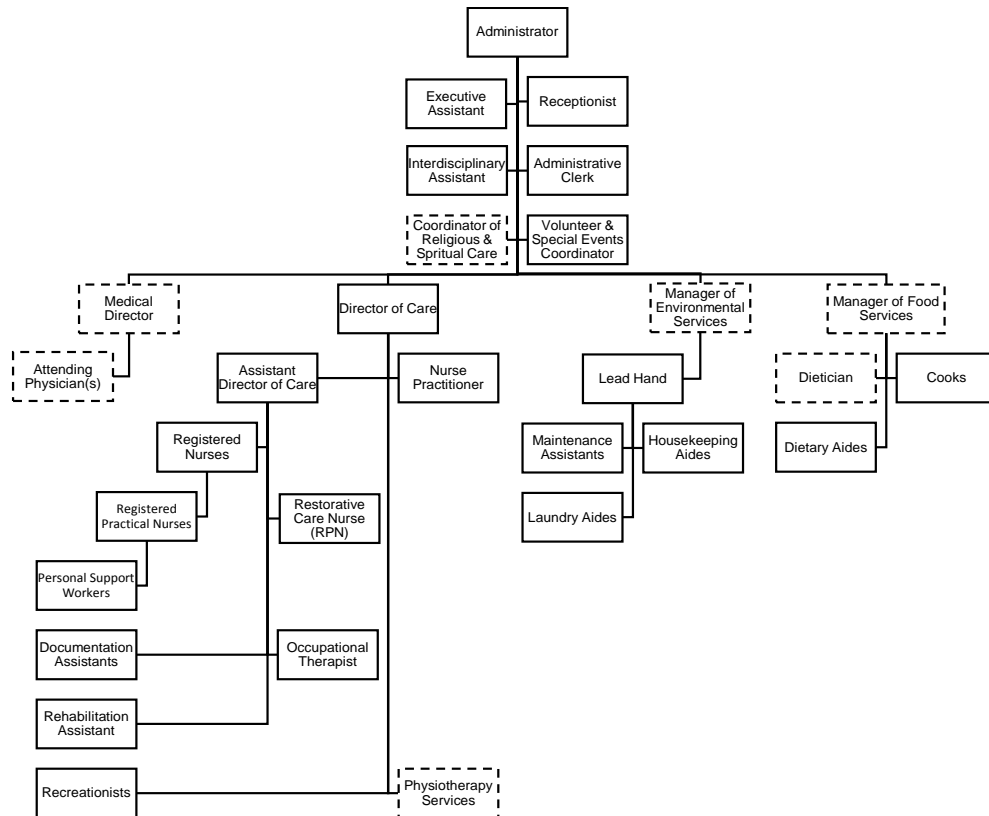 Administrator
Executive
Assistant
Receptionist
Interdisciplinary
Assistant
Administrative
Clerk
Coordinator of
Religious &
Spritual Care
Volunteer &
Special Events
Coordinator
Medical
Director
Director of Care
Manager of
Environmental
Services
Manager of Food
Services
Attending
Physician(s)
Assistant
Director of Care
Nurse
Practitioner
Lead Hand
Dietician
Cooks
Registered
Nurses
Maintenance
Assistants
Housekeeping
Aides
Dietary Aides
Registered
Practical Nurses
Restorative
Care Nurse
(RPN)
Laundry Aides
Personal Support
Workers
Documentation
Assistants
Occupational
Therapist
Rehabilitation
Assistant
Recreationists
Physiotherapy
Services